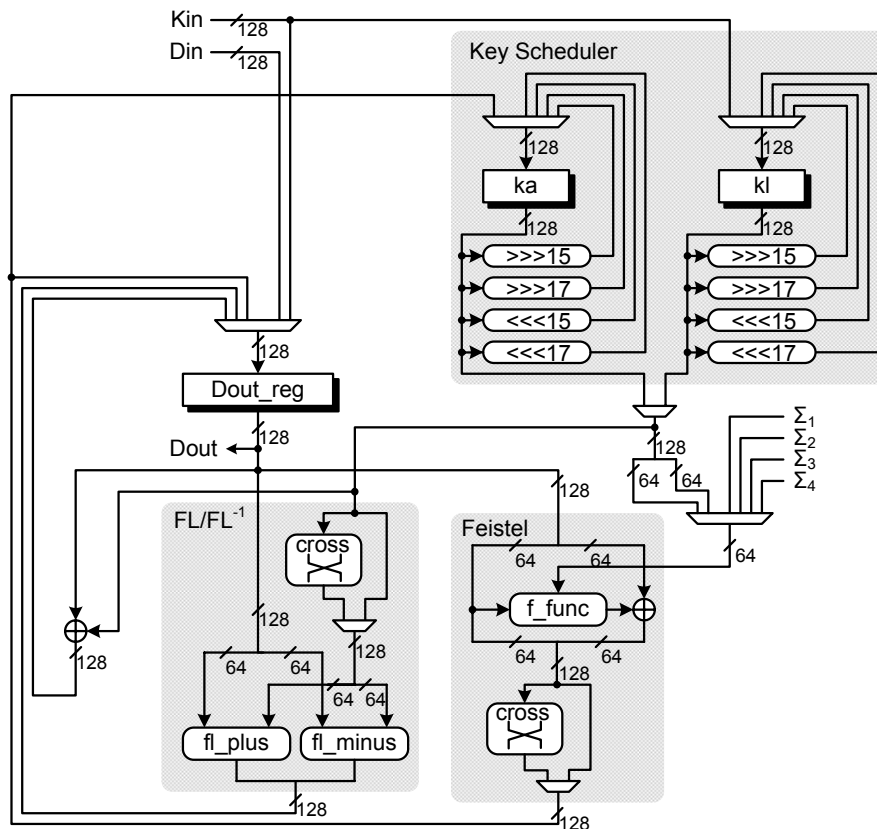 Kin
128
128
Din
128
Key Scheduler
128
128
ka
kl
128
128
>>>15
>>>15
>>>17
>>>17
<<<15
<<<15
<<<17
<<<17
128
Dout_reg
128
Dout
128
64
64
Σ1
Σ2
Σ3
Σ4
128
FL/FL-1
Feistel
64
cross
64
64
f_func
128
128
64
64
128
128
64
64
64
64
cross
fl_plus
fl_minus
128
128